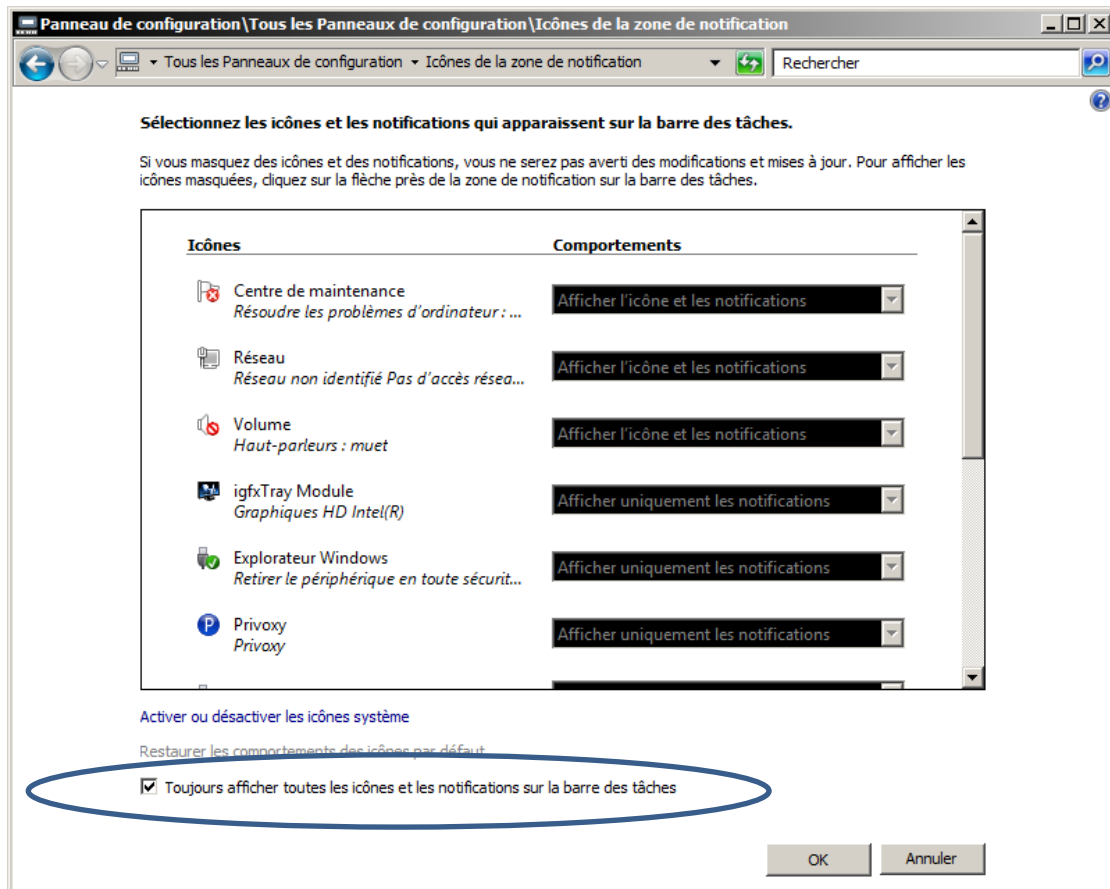 Panneau de configuration\Tous les Panneaux de configuration\Icônes de la zone de notification
Tous les Panneaux de configuration Icônes de la zone de notification
Rechercher
Sélectionnez les icônes et les notifications qui apparaissent sur la barre des tâches.
Si vous masquez des icônes et des notifications, vous ne serez pas averti des modifications et mises à jour. Pour afficher les
icônes masquées, cliquez sur la flèche près de la zone de notification sur la barre des tâches.
Icônes
Comportements
Centre de maintenance
Résoudre les problèmes d'ordinateur : ...
Afficher l'icône et les notifications
Réseau
Réseau non identifié Pas d'accès résea...
Afficher l'icône et les notifications
Volume
Haut-parleurs : muet
Afficher l'icône et les notifications
igfxTray Module
Graphiques HD Intel(R)
Afficher uniquement les notifications
Explorateur Windows
Retirer le périphérique en toute sécurit...
Afficher uniquement les notifications
P
Privoxy
Privoxy
Afficher uniquement les notifications
Activer ou désactiver les icônes système
Restaurer les comportements des icônes par défaut
Toujours afficher toutes les icônes et les notifications sur la barre des tâches
OK
Annuler